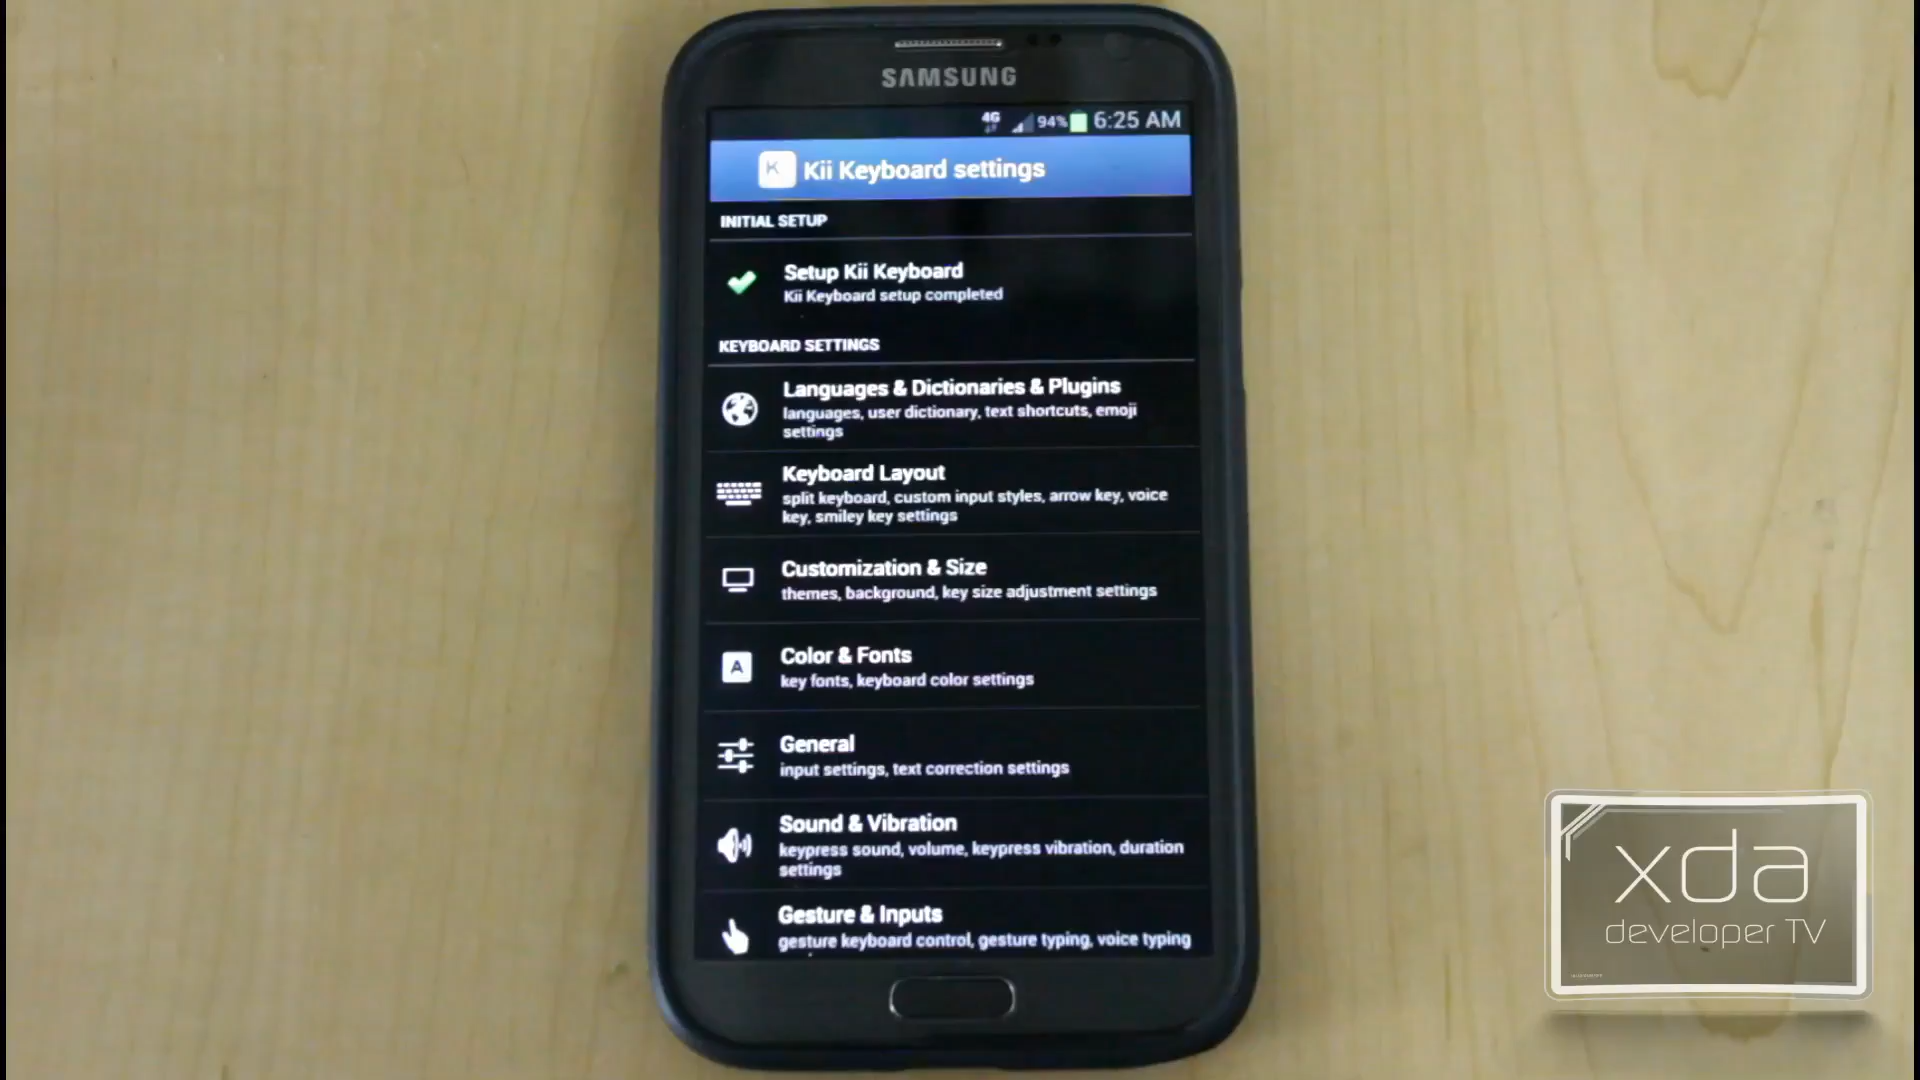 SAMSUNG
4G 94% 6:25 AM
K Kii Keyboard settings
INITIAL SETUP
Setup Kii Keyboard
Kii Keyboard setup completed
KEYBOARD SETTINGS
Languages & Dictionaries & Plugins
languages, user dictionary, text shortcuts, emoji
settings
Keyboard Layout
split keyboard, custom input styles, arrow key, voice
key, smiley key settings
Customization & Size
themes, background, key size adjustment settings
A
Color & Fonts
key fonts, keyboard color settings
General
input settings, text correction settings
Sound & Vibration
keypress sound, volume, keypress vibration, duration
settings
Gesture & Inputs
gesture keyboard control, gesture typing, voice typing
xda
developer TV